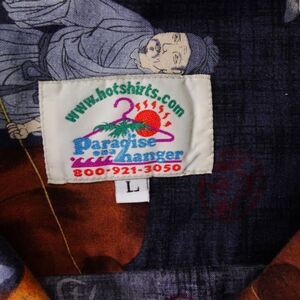 www.hotshirts.com
Paradise
on a
hanger
800-921-3050
L